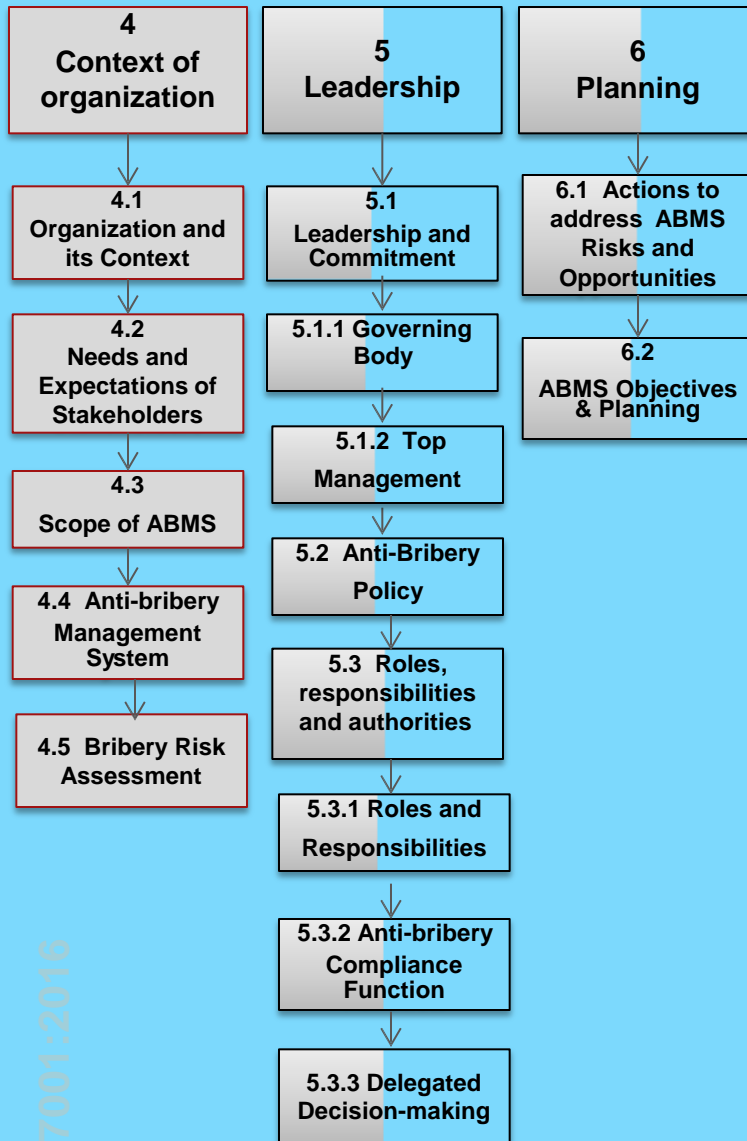 4
Context of
organization
4.1
Organization and
its Context
4.2
Needs and
Expectations of
Stakeholders
4.3
Scope of ABMS
4.4 Anti-bribery
Management
System
4.5 Bribery Risk
Assessment
5
Leadership
5.1
Leadership and
Commitment
5.1.1 Governing
Body
5.1.2 Top
Management
5.2 Anti-Bribery
Policy
5.3 Roles,
responsibilities
and authorities
5.3.1 Roles and
Responsibilities
5.3.2 Anti-bribery
Compliance
Function
5.3.3 Delegated
Decision-making
6
Planning
6.1 Actions to
address ABMS
Risks and
Opportunities
6.2
ABMS Objectives
& Planning
7001:2016